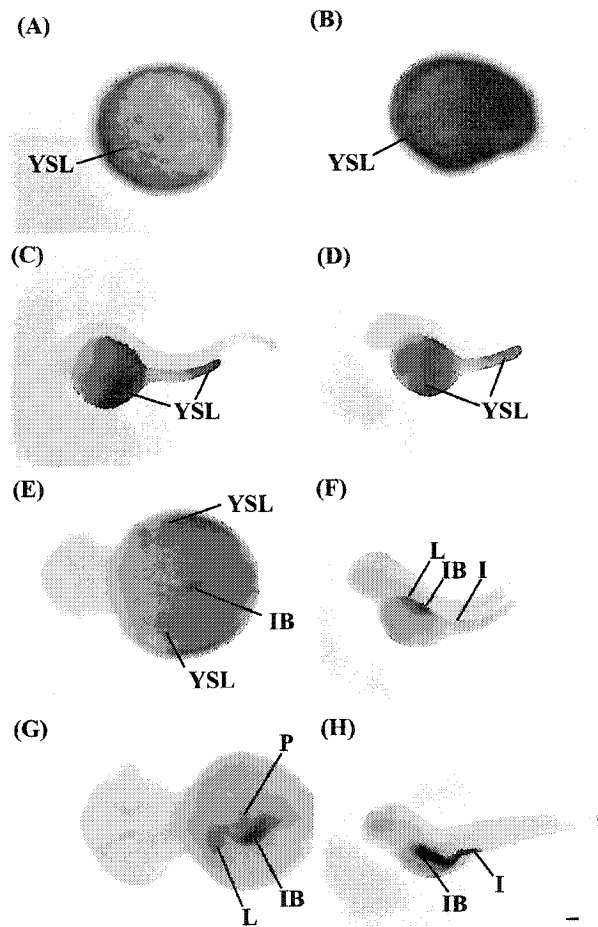 (A)
(B)
YSL
YSL
(C)
(D)
YSL
YSL
(E)
YSL
IB
YSL
(F)
L
IB
I
(G)
P
IB
L
(H)
IB
I